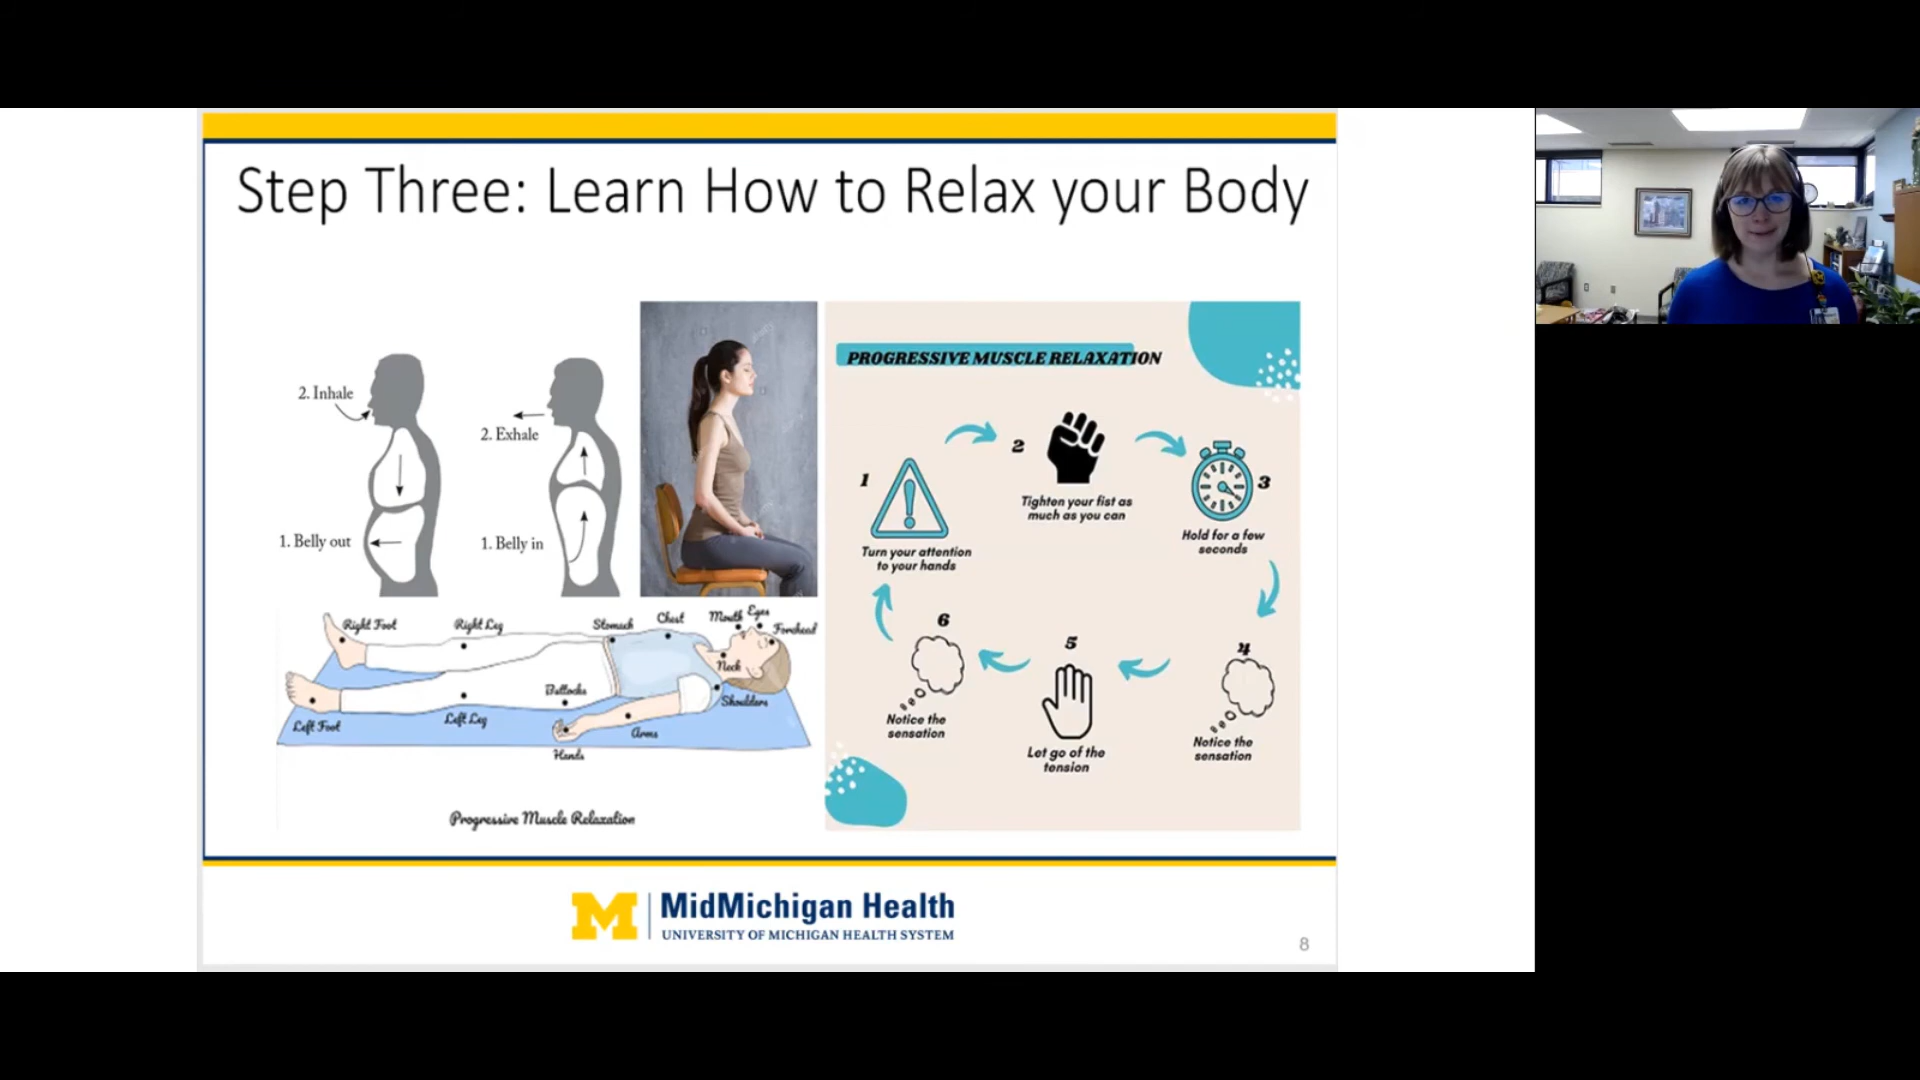 Step Three: Learn How to Relax your Body
2. Inhale
1. Belly out
2. Exhale
1. Belly in
Right Foot
Right Leg
Stomach
Chest
Mouth
Eyes
Forehead
Neck
Shoulders
Buttocks
Left Foot
Left Leg
Arms
Hands
Progressive Muscle Relaxation
PROGRESSIVE MUSCLE RELAXATION
1
Turn your attention
to your hands
2
Tighten your fist as
much as you can
3
Hold for a few
seconds
4
Notice the
sensation
5
Let go of the
tension
6
Notice the
sensation
M
MidMichigan Health
UNIVERSITY OF MICHIGAN HEALTH SYSTEM
8